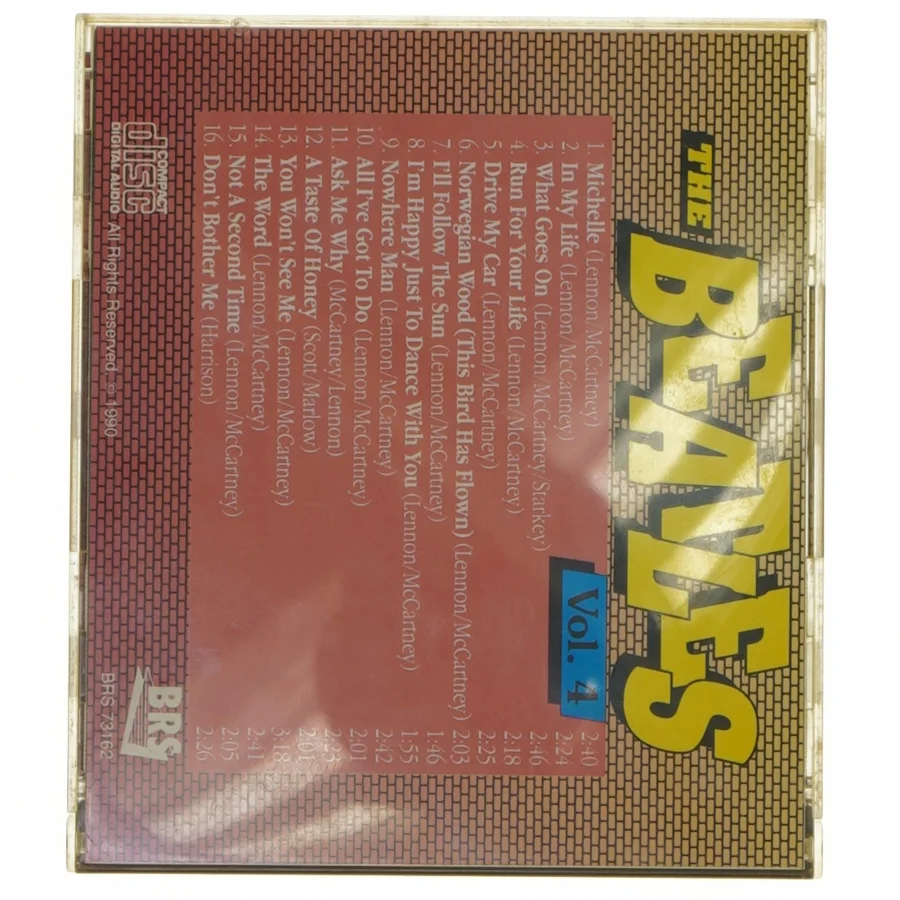 THE
BEATLES
Vol. 4
1. Michelle (Lennon/McCartney) 2:40
2. In My Life (Lennon/McCartney) 2:24
3. What Goes On (Lennon/McCartney/Starkey) 2:46
4. Run For Your Life (Lennon/McCartney) 2:18
5. Drive My Car (Lennon/McCartney) 2:25
6. Norwegian Wood (This Bird Has Flown) (Lennon/McCartney) 2:03
7. I'll Follow The Sun (Lennon/McCartney) 1:46
8. I'm Happy Just To Dance With You (Lennon/McCartney) 1:55
9. Nowhere Man (Lennon/McCartney) 2:42
10. All I've Got To Do (Lennon/McCartney) 2:01
11. Ask Me Why (McCartney/Lennon)
12. A Taste Of Honey (Scott/Marlow) 2:01
13. You Won't See Me (Lennon/McCartney) 3:18
14. The Word (Lennon/McCartney) 2:41
15. Not A Second Time (Lennon/McCartney) 2:05
16. Don't Bother Me (Harrison) 2:26
COMPACT
disc
DIGITAL AUDIO
All Rights Reserved © 1990
BRS
BRS 73162